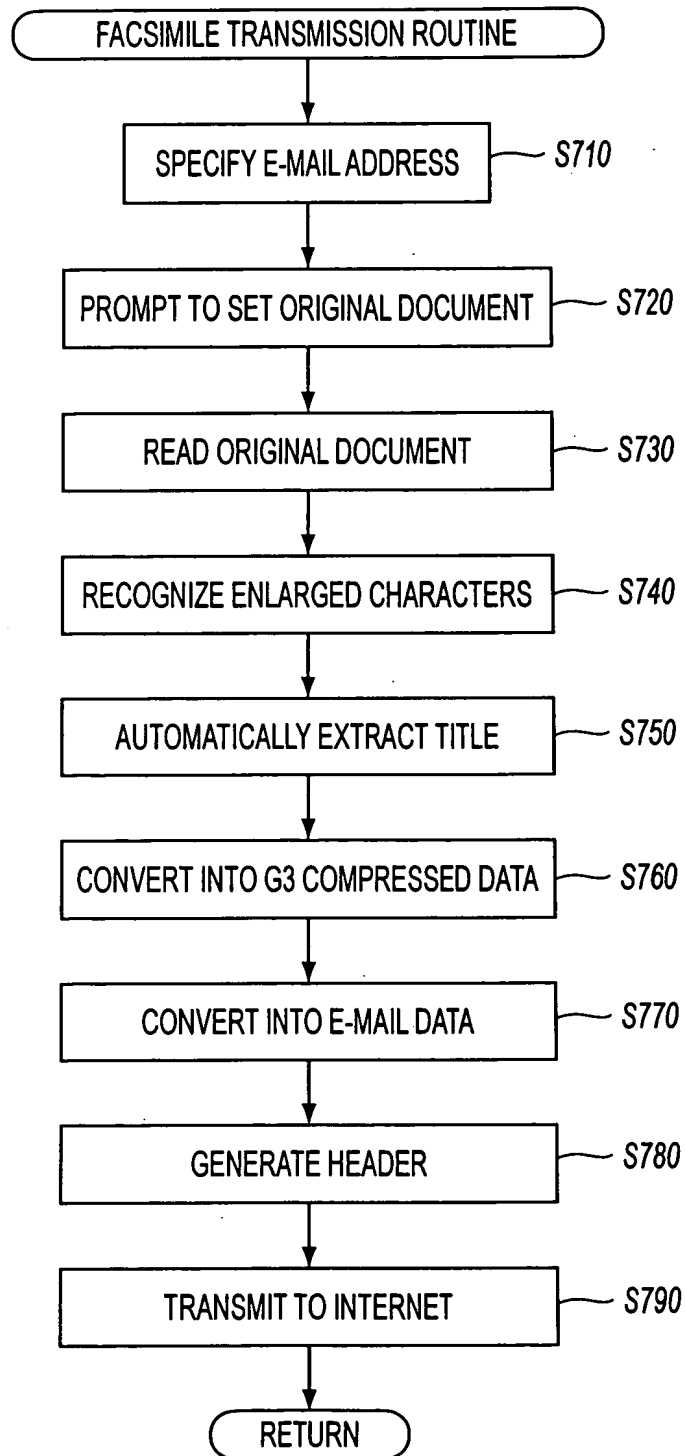 FACSIMILE TRANSMISSION ROUTINE
SPECIFY E-MAIL ADDRESS S710
PROMPT TO SET ORIGINAL DOCUMENT S720
READ ORIGINAL DOCUMENT S730
RECOGNIZE ENLARGED CHARACTERS S740
AUTOMATICALLY EXTRACT TITLE S750
CONVERT INTO G3 COMPRESSED DATA S760
CONVERT INTO E-MAIL DATA S770
GENERATE HEADER S780
TRANSMIT TO INTERNET S790
RETURN